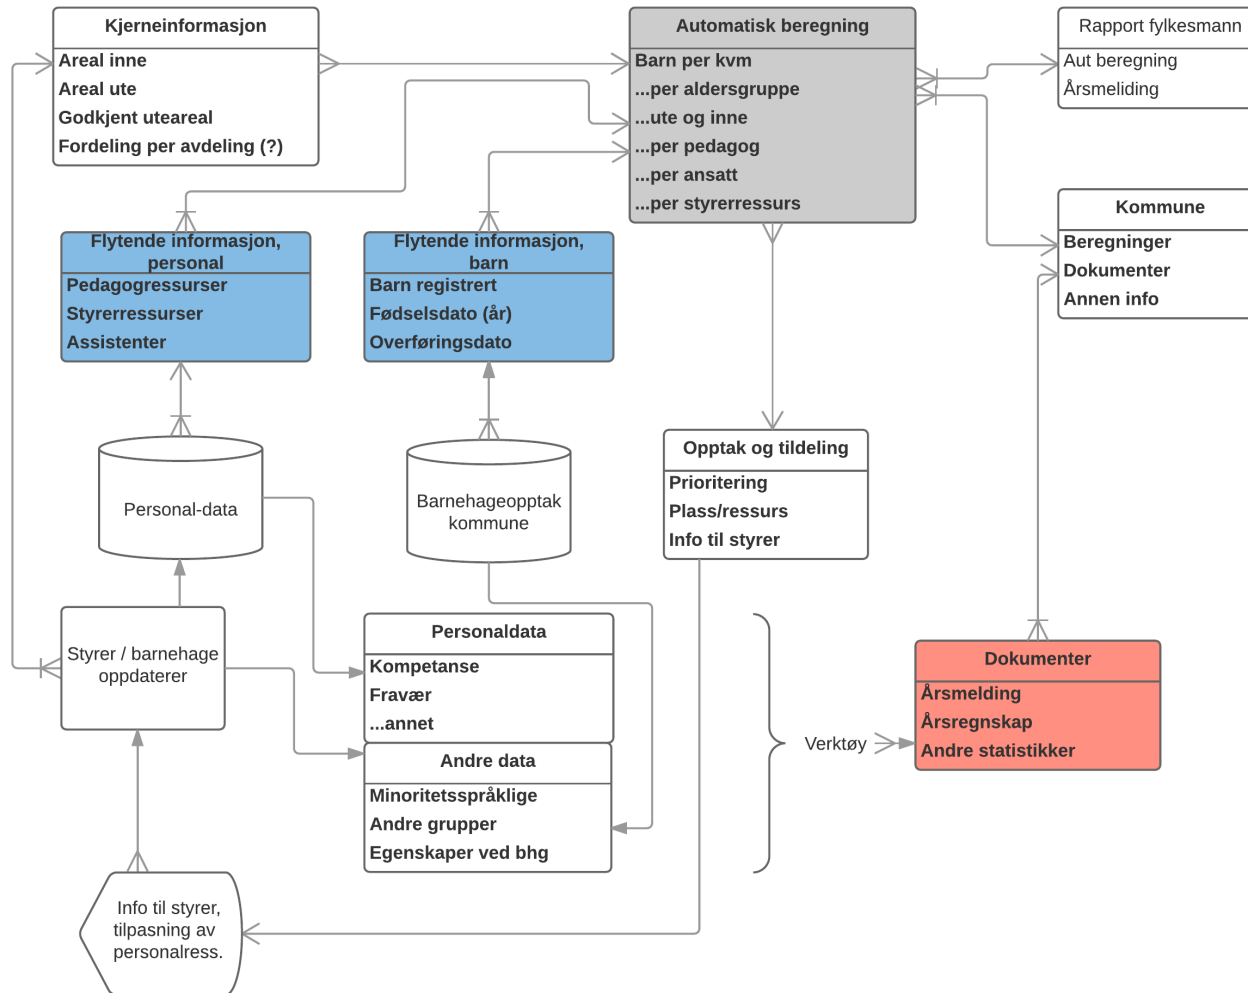 Kjerneinformasjon
Areal inne
Areal ute
Godkjent uteareal
Fordeling per avdeling (?)
Automatisk beregning
Barn per kvm
...per aldersgruppe
...ute og inne
...per pedagog
...per ansatt
...per styrerressurs
Rapport fylkesmann
Aut beregning
Årsmeliding
Kommune
Beregninger
Dokumenter
Annen info
Flytende informasjon,
personal
Pedagogressurser
Styrerressurser
Assistenter
Flytende informasjon,
barn
Barn registrert
Fødselsdato (år)
Overføringsdato
Personal-data
Barnehageopptak
kommune
Opptak og tildeling
Prioritering
Plass/ressurs
Info til styrer
Styrer / barnehage
oppdaterer
Personaldata
Kompetanse
Fravær
...annet
Andre data
Minoritetsspråklige
Andre grupper
Egenskaper ved bhg
Verktøy
Dokumenter
Årsmelding
Årsregnskap
Andre statistikker
Info til styrer,
tilpasning av
personalress.